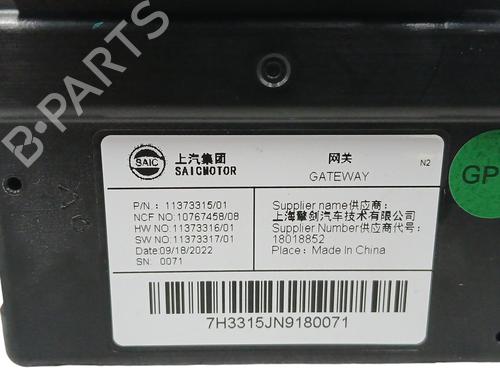 B-PARTS
SAIC
上汽集团
SAICMOTOR
网关
GATEWAY
N2
GP
P/N.: 11373315/01
NCF NO:10767458/08
HW NO:11373316/01
SW NO:11373317/01
Date:09/18/2022
SN: 0071
Supplier name供应商:
上海擎剑汽车技术有限公司
Supplier Number供应商代号:
18018852
Place: Made In China
7H3315JN9180071